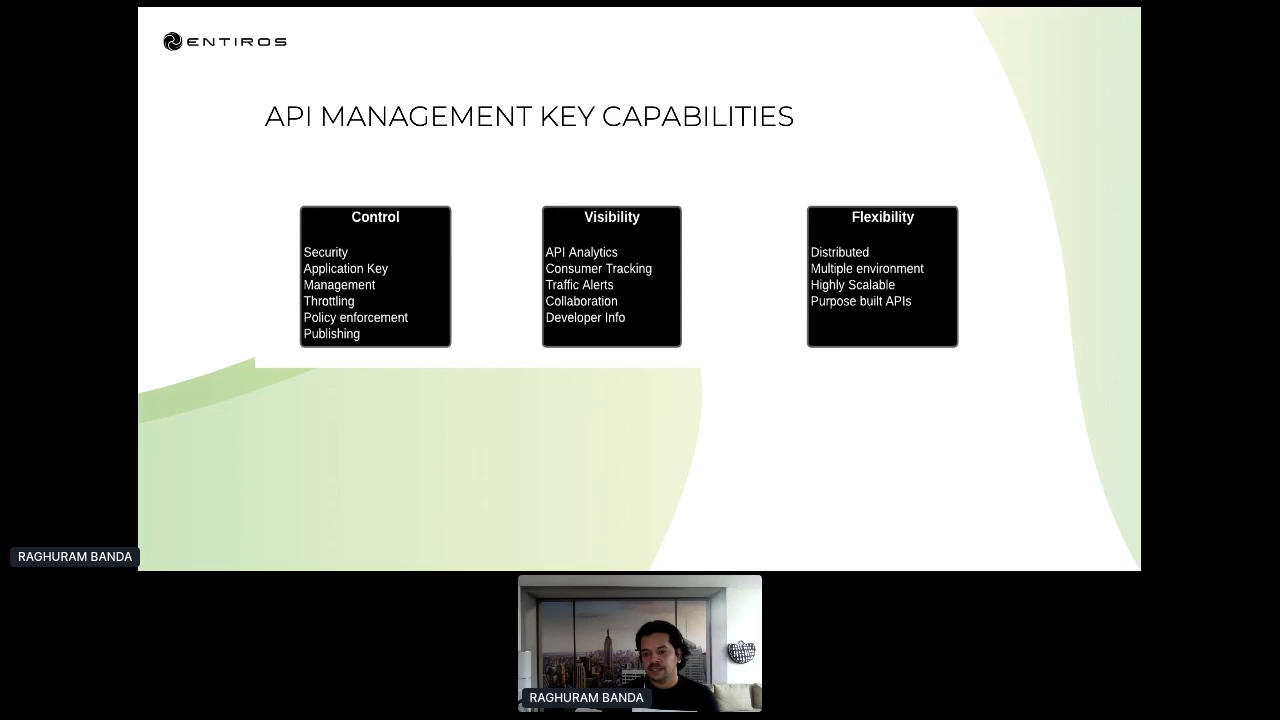 ENTIROS
API MANAGEMENT KEY CAPABILITIES
Control
Security
Application Key
Management
Throttling
Policy enforcement
Publishing
Visibility
API Analytics
Consumer Tracking
Traffic Alerts
Collaboration
Developer Info
Flexibility
Distributed
Multiple environment
Highly Scalable
Purpose built APIs
RAGHURAM BANDA
RAGHURAM BANDA